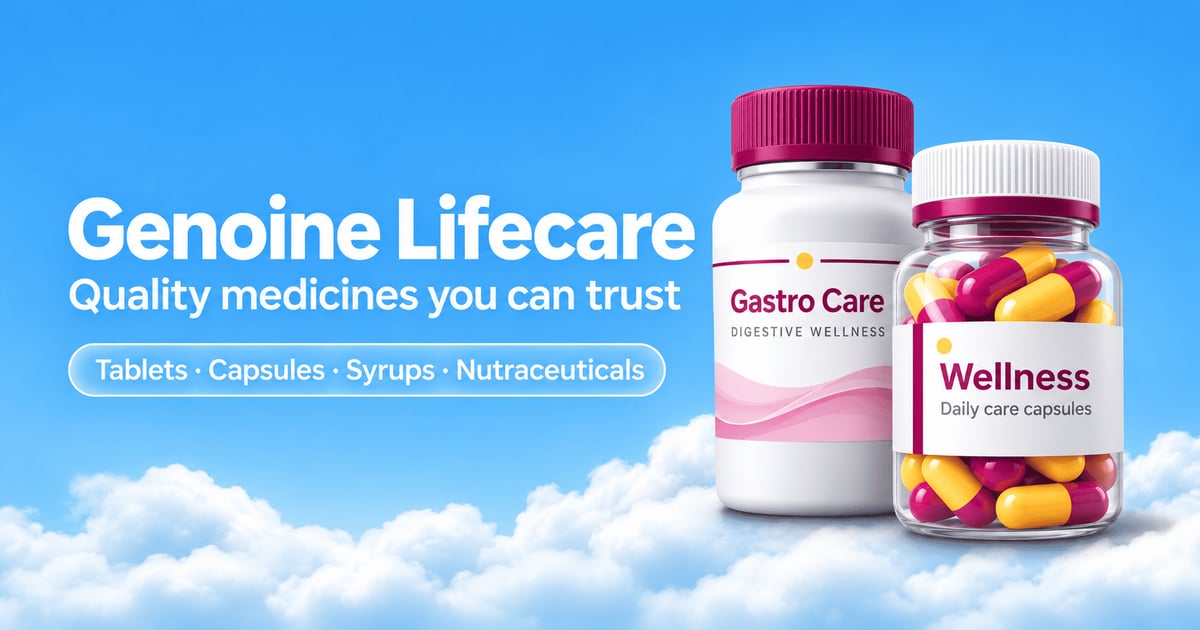 Genoine Lifecare
Quality medicines you can trust
Tablets · Capsules · Syrups · Nutraceuticals
Gastro Care
DIGESTIVE WELLNESS
Wellness
Daily care capsules